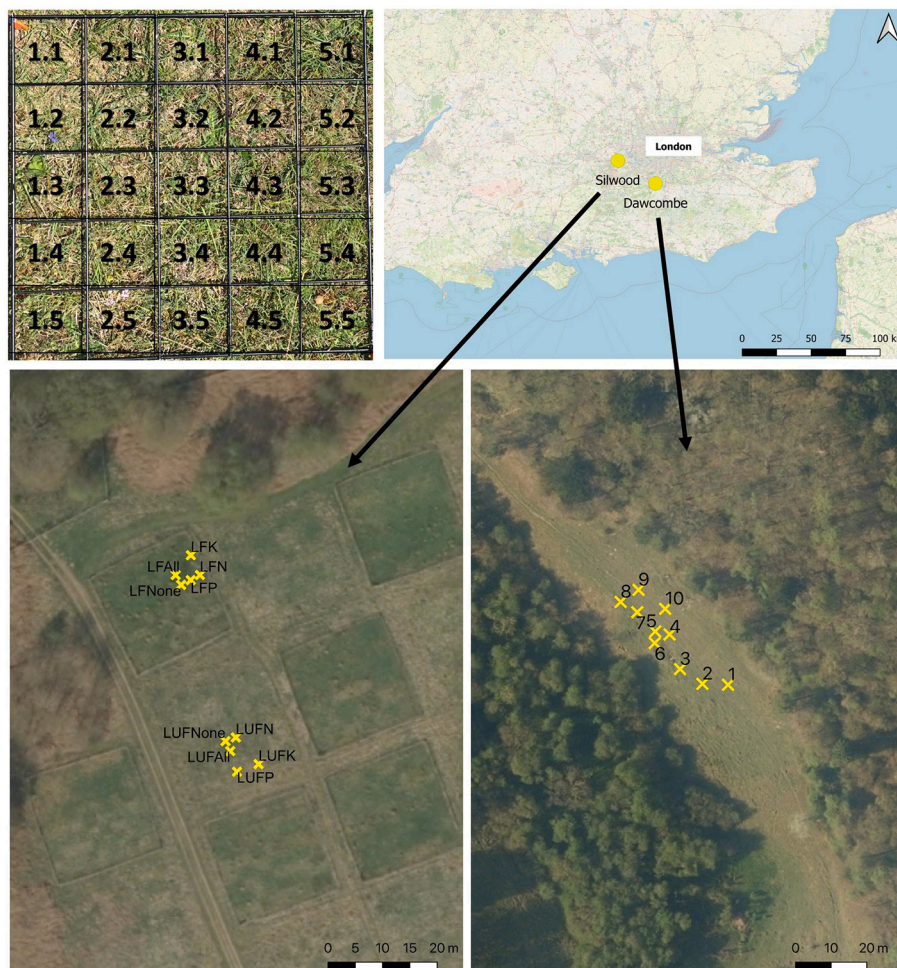 1.1 2.1 3.1 4.1 5.1
1.2 2.2 3.2 4.2 5.2
1.3 2.3 3.3 4.3 5.3
1.4 2.4 3.4 4.4 5.4
1.5 2.5 3.5 4.5 5.5
London
Silwood
Dawcombe
0 25 50 75 100 k
LFK
LFAll LFN
LFNone LFP
LUFNone LUFN
LUFAll LUFK
LUFP
0 5 10 15 20 m
9
8 10
7 5 4
6
3
2 1
0 10 20 m